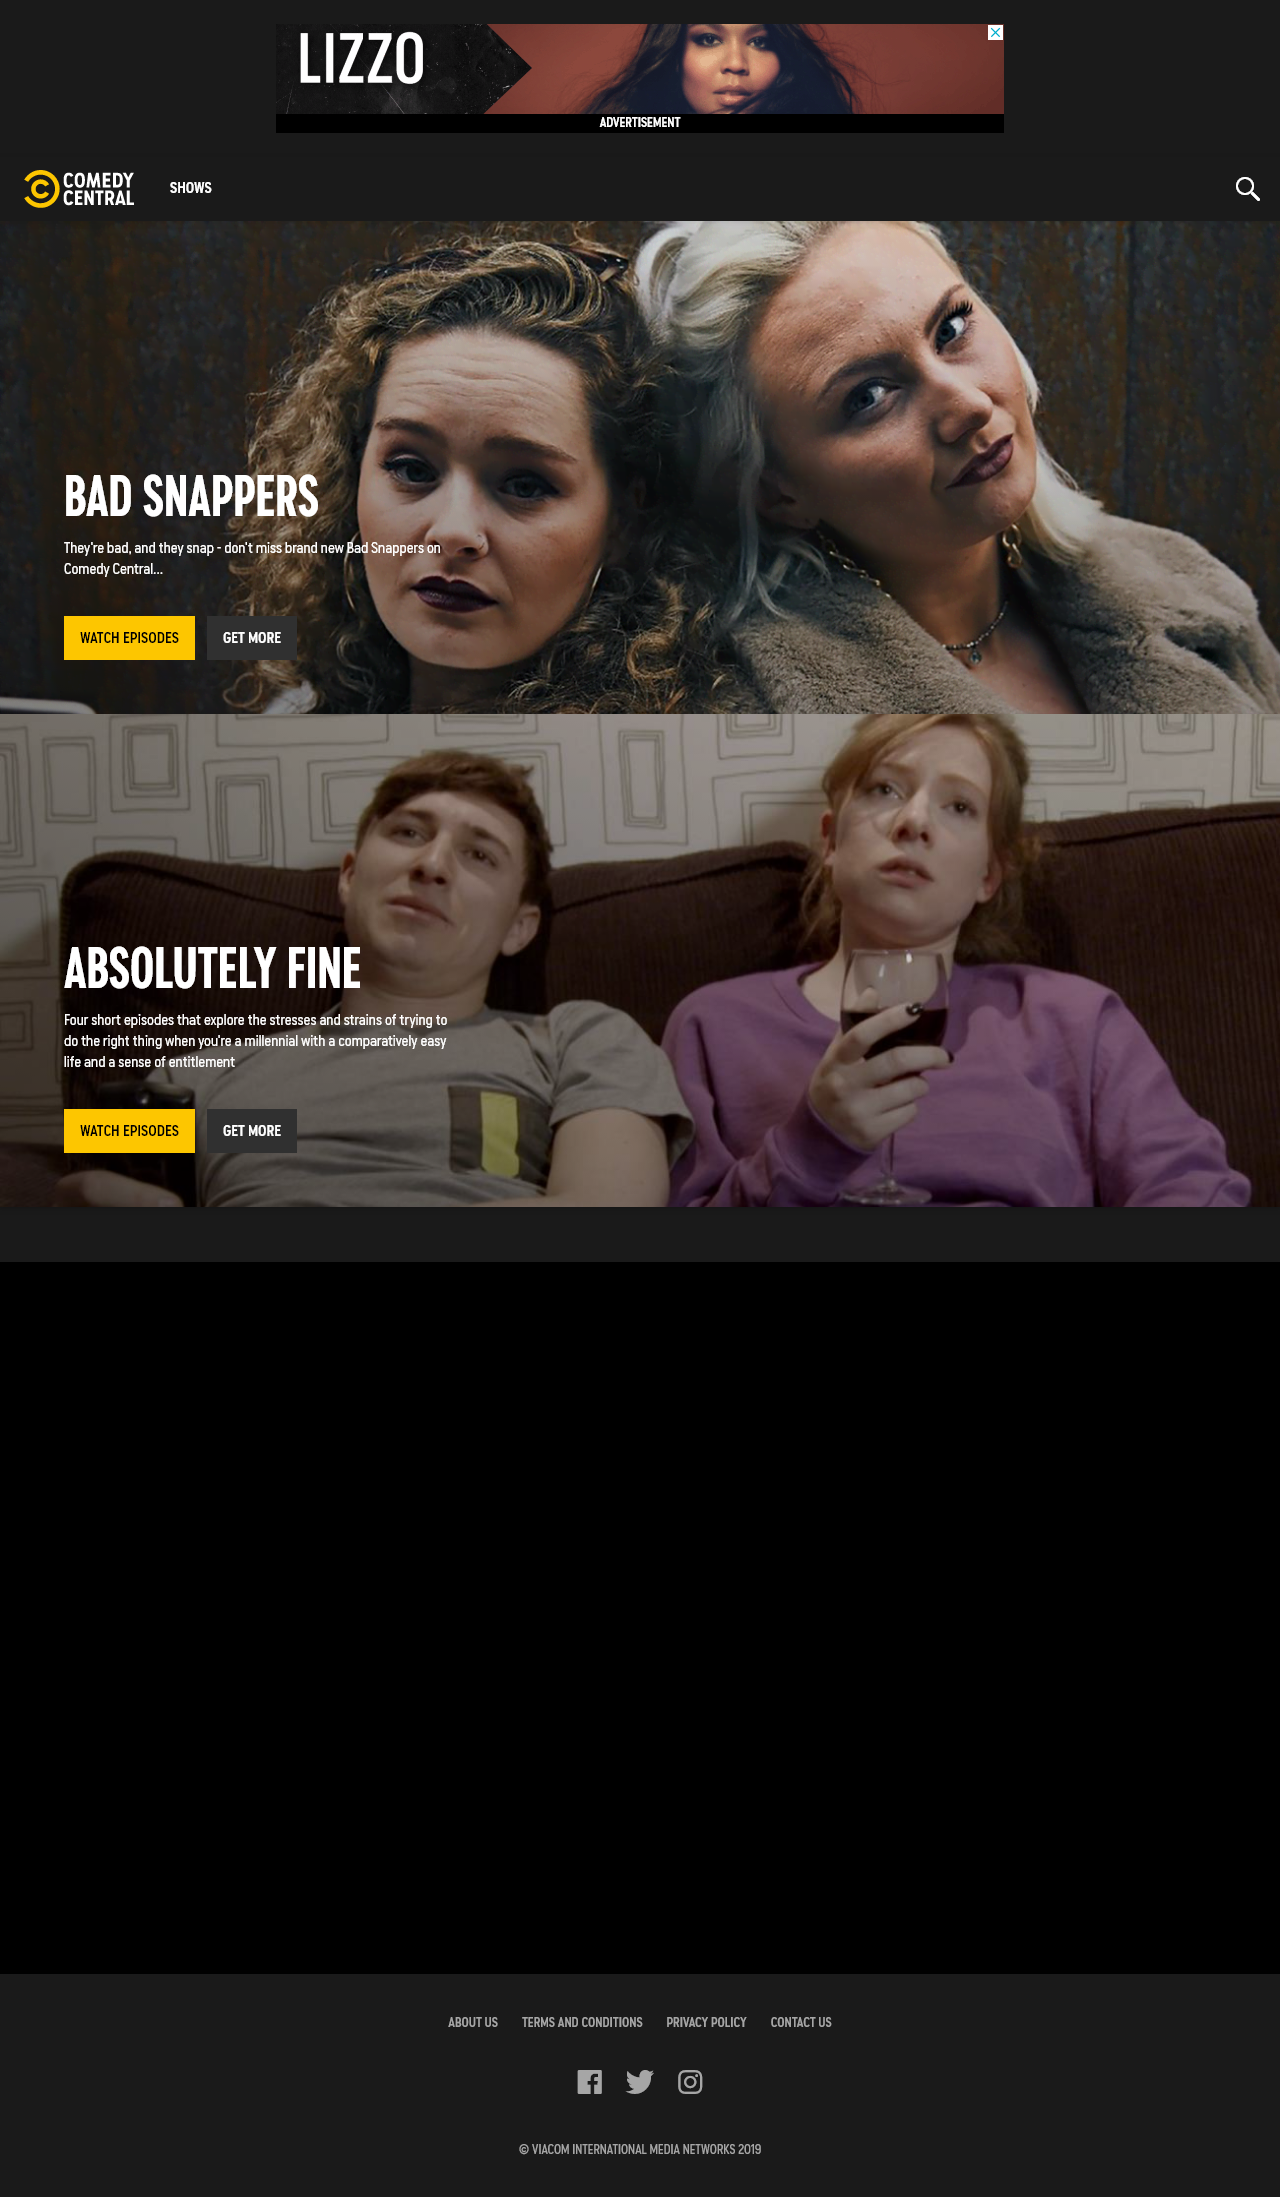 LIZZO
ADVERTISEMENT
COMEDY
CENTRAL
SHOWS
BAD SNAPPERS
They're bad, and they snap - don't miss brand new Bad Snappers on
Comedy Central...
WATCH EPISODES
GET MORE
ABSOLUTELY FINE
Four short episodes that explore the stresses and strains of trying to
do the right thing when you're a millennial with a comparatively easy
life and a sense of entitlement
WATCH EPISODES
GET MORE
ABOUT US
TERMS AND CONDITIONS
PRIVACY POLICY
CONTACT US
© VIACOM INTERNATIONAL MEDIA NETWORKS 2019